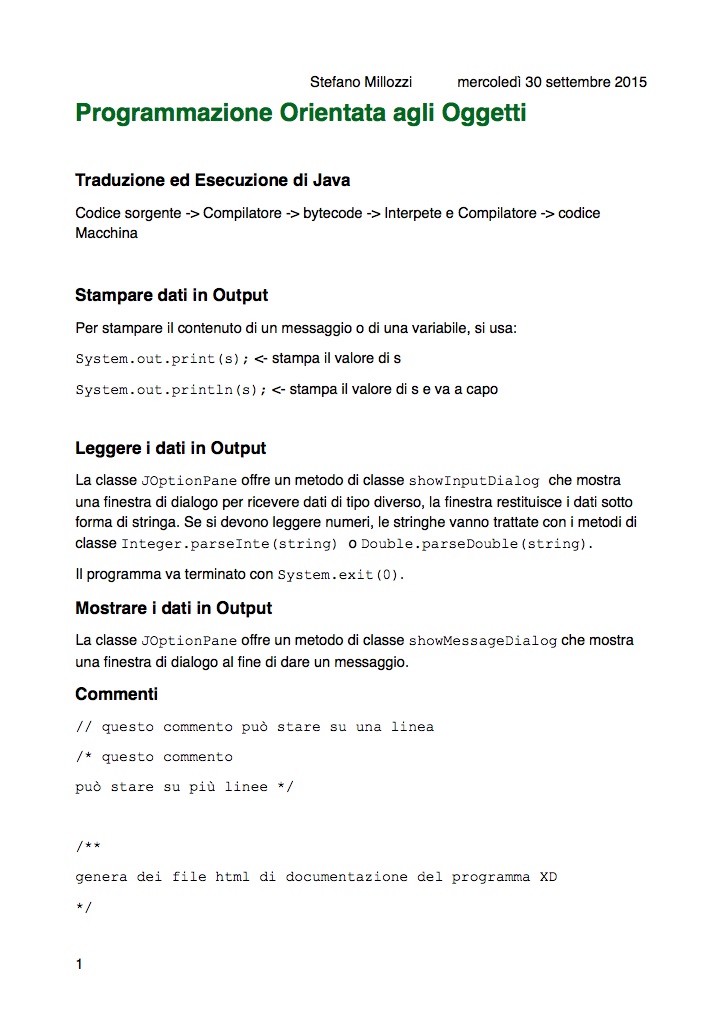 Stefano Millozzi mercoledì 30 settembre 2015
Programmazione Orientata agli Oggetti
Traduzione ed Esecuzione di Java
Codice sorgente -> Compilatore -> bytecode -> Interpete e Compilatore -> codice
Macchina
Stampare dati in Output
Per stampare il contenuto di un messaggio o di una variabile, si usa:
System.out.print(s); <- stampa il valore di s
System.out.println(s); <- stampa il valore di s e va a capo
Leggere i dati in Output
La classe JOptionPane offre un metodo di classe showInputDialog che mostra
una finestra di dialogo per ricevere dati di tipo diverso, la finestra restituisce i dati sotto
forma di stringa. Se si devono leggere numeri, le stringhe vanno trattate con i metodi di
classe Integer.parseInte(string) o Double.parseDouble(string).
Il programma va terminato con System.exit(0).
Mostrare i dati in Output
La classe JOptionPane offre un metodo di classe showMessageDialog che mostra
una finestra di dialogo al fine di dare un messaggio.
Commenti
// questo commento può stare su una linea
/* questo commento
può stare su più linee */
/**
genera dei file html di documentazione del programma XD
*/
1